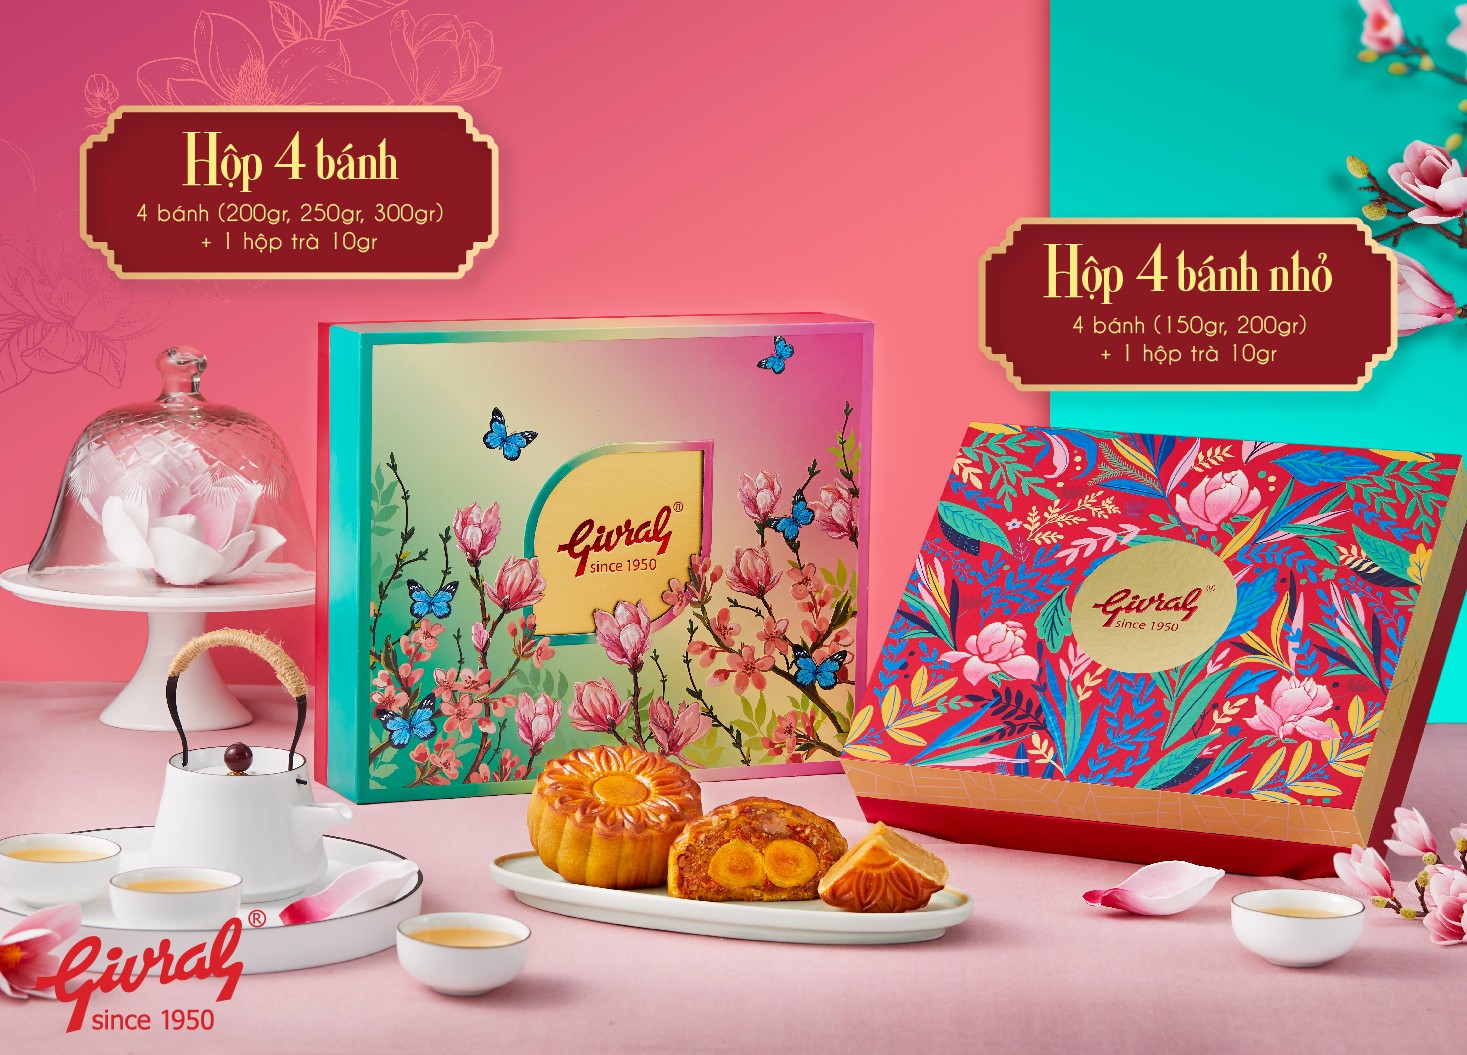 Hộp 4 bánh
4 bánh (200gr, 250gr, 300gr)
+ 1 hộp trà 10gr
Hộp 4 bánh nhỏ
4 bánh (150gr, 200gr)
+ 1 hộp trà 10gr
Givral®
since 1950
Givral®
since 1950
Givral®
since 1950